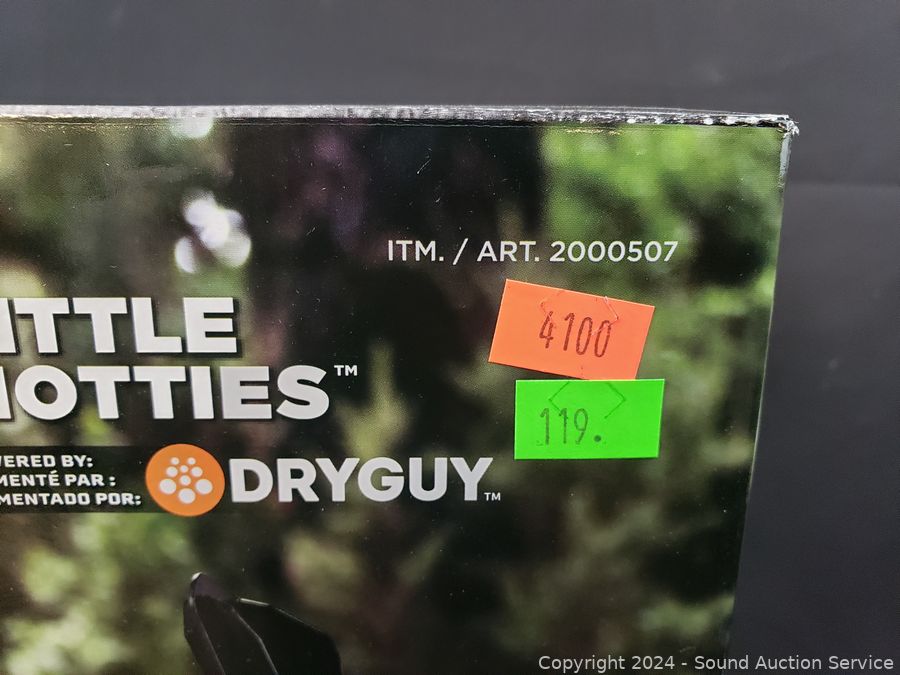 ITM. / ART. 2000507
4100
119.
ITTLE
OTTIES™
ERED BY:
MENTÉ PAR :
MENTADO POR:
DRYGUY™
Copyright 2024 - Sound Auction Service